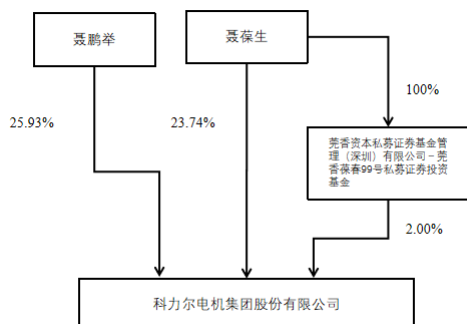 聂鹏举
聂葆生
25.93%
23.74%
100%
莞香资本私募证券基金管
理（深圳）有限公司－莞
香葆春99号私募证券投资
基金
2.00%
科力尔电机集团股份有限公司